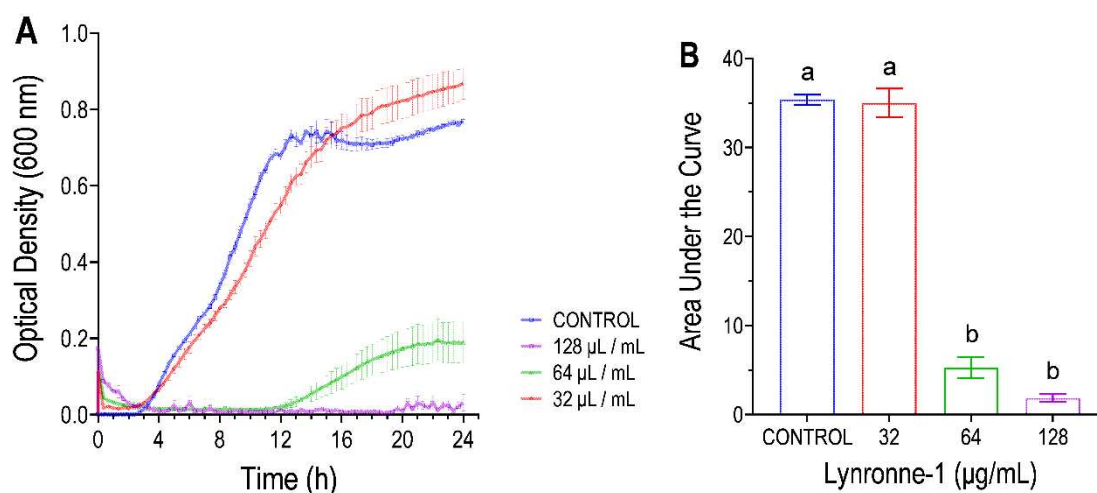 A
Optical Density (600 nm)
1.0
0.8
0.6
0.4
0.2
0.0
0 4 8 12 16 20 24
Time (h)
CONTROL
128 µL / mL
64 µL / mL
32 µL / mL
B
Area Under the Curve
40
30
20
10
0
a a b b
CONTROL 32 64 128
Lynronne-1 (µg/mL)